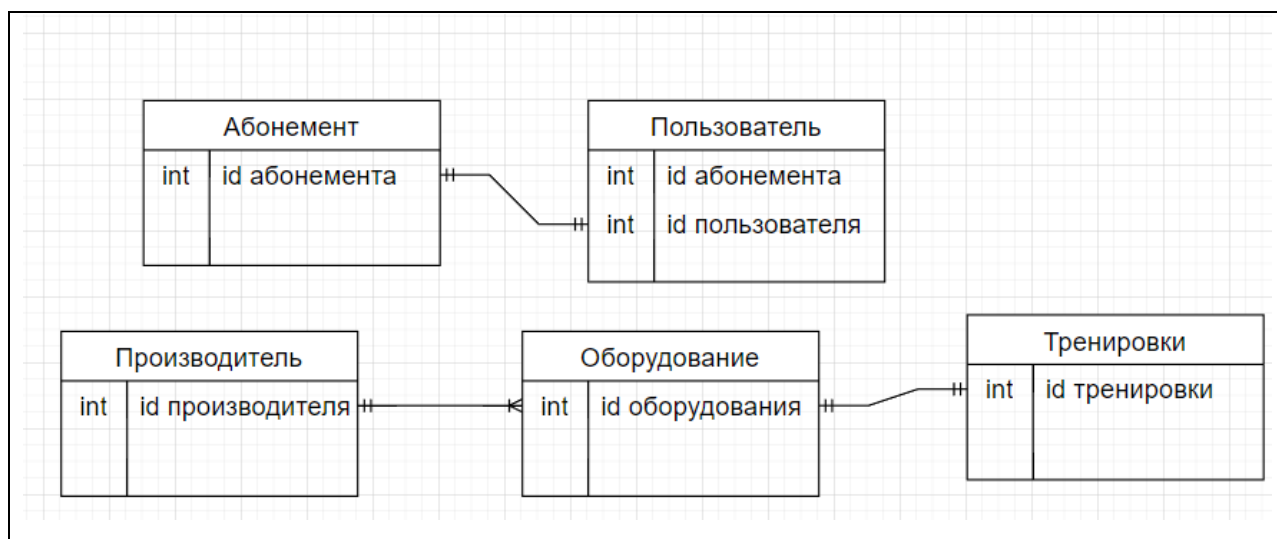 Абонемент
int id абонемента
Пользователь
int id абонемента
int id пользователя
Производитель
int id производителя
Оборудование
int id оборудования
Тренировки
int id тренировки